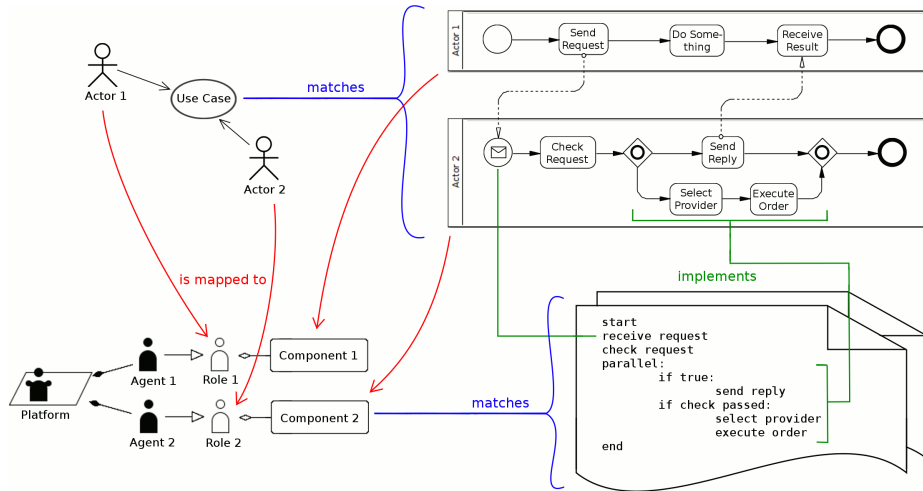 Actor 1
Send
Request
Do Some-
thing
Receive
Result
Actor 1
Use Case
matches
Actor 2
Actor 2
Check
Request
Send
Reply
Select
Provider
Execute
Order
is mapped to
implements
start
receive request
check request
parallel:
if true:
send reply
if check passed:
select provider
execute order
end
Platform
Agent 1
Role 1
Component 1
Agent 2
Role 2
Component 2
matches